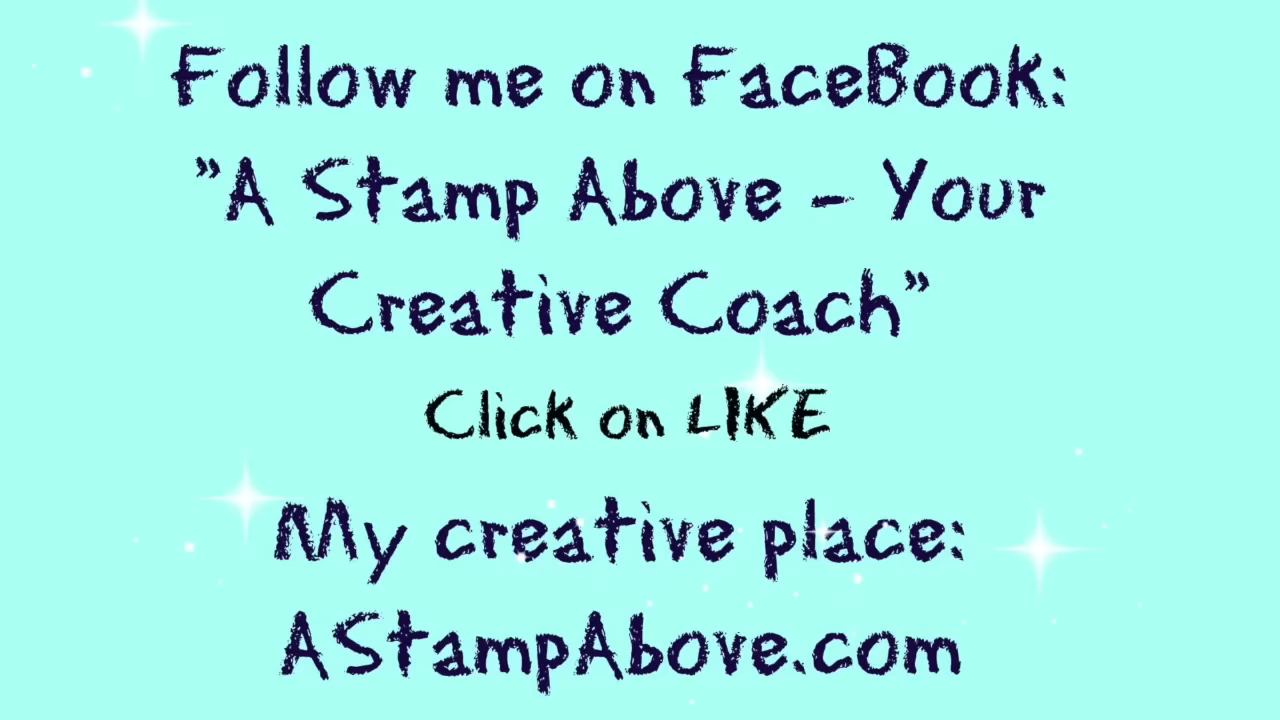 Follow me on FaceBook:
”A Stamp Above - Your
Creative Coach”
Click on LIKE
My creative place:
AStampAbove.com